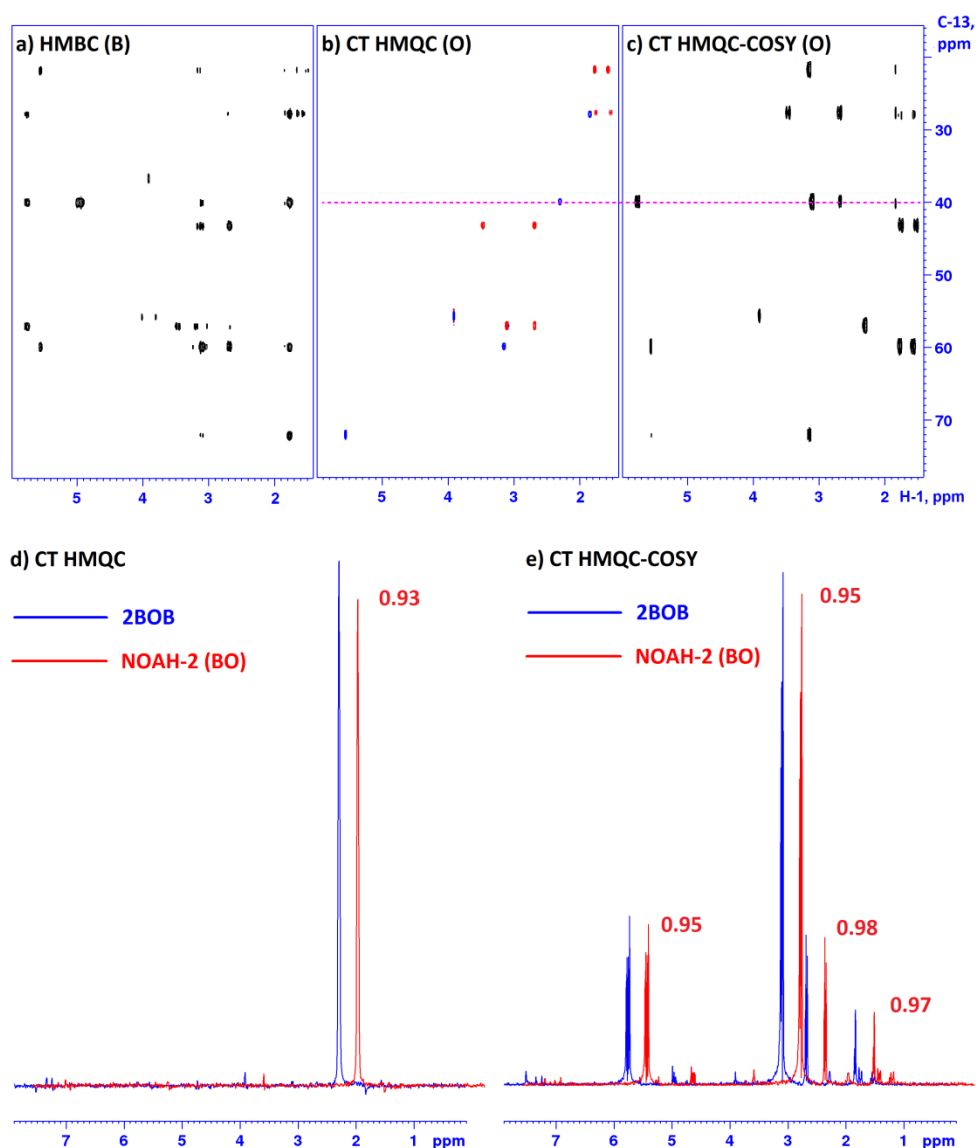 a) HMBC (B)
b) CT HMQC (O)
c) CT HMQC-COSY (O)
C-13,
ppm
30
40
50
60
70
5 4 3 2
5 4 3 2
5 4 3 2 H-1, ppm
d) CT HMQC
2BOB
NOAH-2 (BO)
0.93
7 6 5 4 3 2 1 ppm
e) CT HMQC-COSY
2BOB
NOAH-2 (BO)
0.95
0.95
0.98
0.97
7 6 5 4 3 2 1 ppm